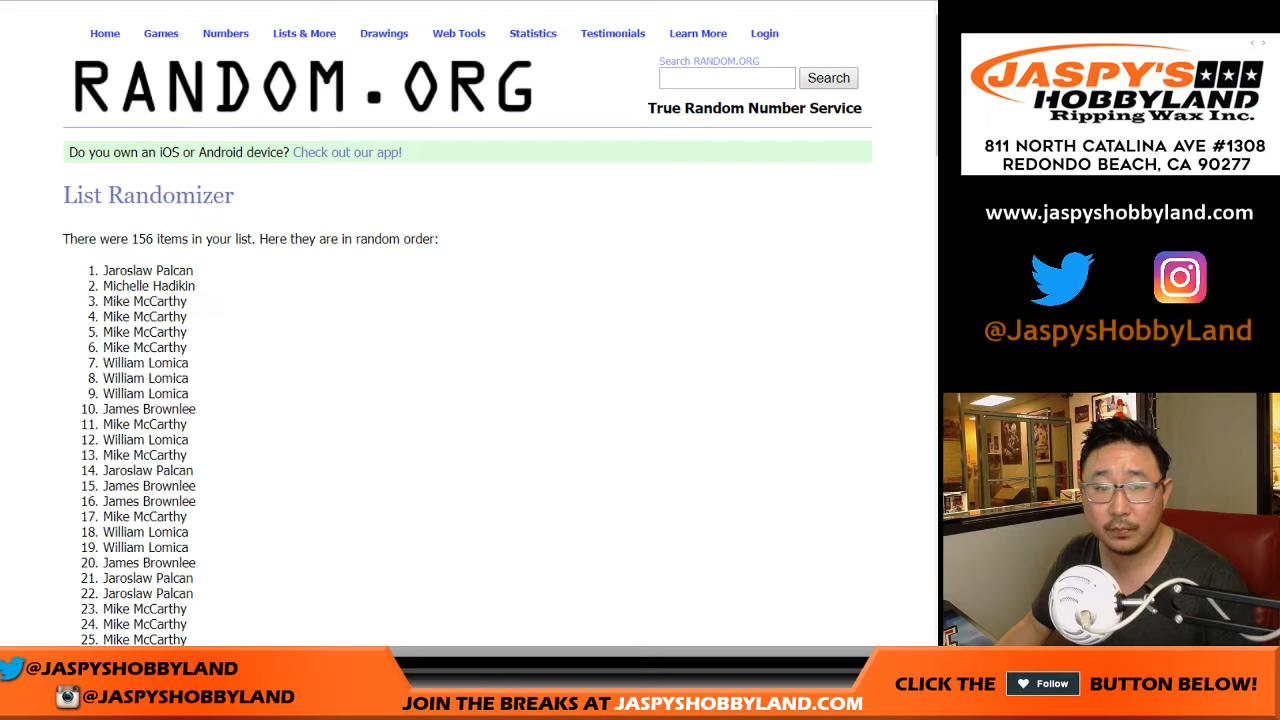 Home Games Numbers Lists & More Drawings Web Tools Statistics Testimonials Learn More Login
RANDOM.ORG
Search RANDOM.ORG
Search
True Random Number Service
Do you own an iOS or Android device? Check out our app!
List Randomizer
There were 156 items in your list. Here they are in random order:
1. Jaroslaw Palcan
2. Michelle Hadikin
3. Mike McCarthy
4. Mike McCarthy
5. Mike McCarthy
6. Mike McCarthy
7. William Lomica
8. William Lomica
9. William Lomica
10. James Brownlee
11. Mike McCarthy
12. William Lomica
13. Mike McCarthy
14. Jaroslaw Palcan
15. James Brownlee
16. James Brownlee
17. Mike McCarthy
18. William Lomica
19. William Lomica
20. James Brownlee
21. Jaroslaw Palcan
22. Jaroslaw Palcan
23. Mike McCarthy
24. Mike McCarthy
25. Mike McCarthy
JASPY'S
HOBBYLAND
Ripping Wax Inc.
811 NORTH CATALINA AVE #1308
REDONDO BEACH, CA 90277
www.jaspyshobbyland.com
@JaspysHobbyLand
@JASPYSHOBBYLAND
@JASPYSHOBBYLAND
JOIN THE BREAKS AT JASPYSHOBBYLAND.COM
CLICK THE Follow BUTTON BELOW!